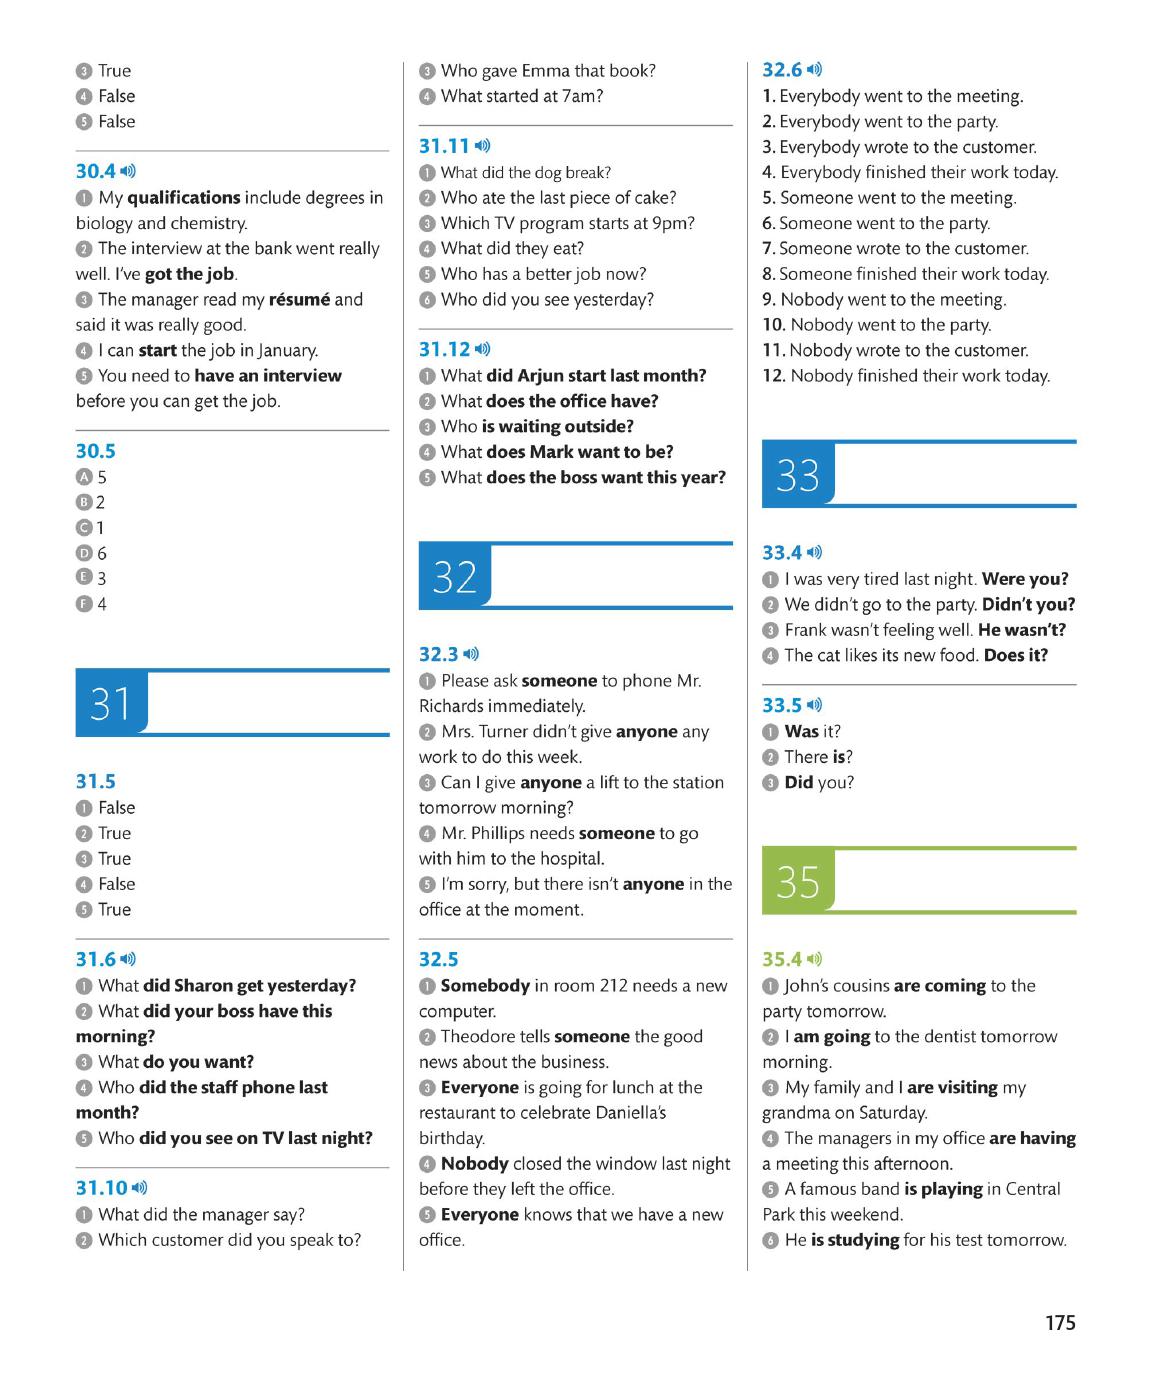 3 True
4 False
5 False
30.4
1 My qualifications include degrees in
biology and chemistry.
2 The interview at the bank went really
well. I've got the job.
3 The manager read my résumé and
said it was really good.
4 I can start the job in January.
5 You need to have an interview
before you can get the job.
30.5
A 5
B 2
C 1
D 6
E 3
F 4
31
31.5
1 False
2 True
3 True
4 False
5 True
31.6
1 What did Sharon get yesterday?
2 What did your boss have this
morning?
3 What do you want?
4 Who did the staff phone last
month?
5 Who did you see on TV last night?
31.10
1 What did the manager say?
2 Which customer did you speak to?
3 Who gave Emma that book?
4 What started at 7am?
31.11
1 What did the dog break?
2 Who ate the last piece of cake?
3 Which TV program starts at 9pm?
4 What did they eat?
5 Who has a better job now?
6 Who did you see yesterday?
31.12
1 What did Arjun start last month?
2 What does the office have?
3 Who is waiting outside?
4 What does Mark want to be?
5 What does the boss want this year?
32
32.3
1 Please ask someone to phone Mr.
Richards immediately.
2 Mrs. Turner didn't give anyone any
work to do this week.
3 Can I give anyone a lift to the station
tomorrow morning?
4 Mr. Phillips needs someone to go
with him to the hospital.
5 I'm sorry, but there isn't anyone in the
office at the moment.
32.5
1 Somebody in room 212 needs a new
computer.
2 Theodore tells someone the good
news about the business.
3 Everyone is going for lunch at the
restaurant to celebrate Daniella's
birthday.
4 Nobody closed the window last night
before they left the office.
5 Everyone knows that we have a new
office.
32.6
1. Everybody went to the meeting.
2. Everybody went to the party.
3. Everybody wrote to the customer.
4. Everybody finished their work today.
5. Someone went to the meeting.
6. Someone went to the party.
7. Someone wrote to the customer.
8. Someone finished their work today.
9. Nobody went to the meeting.
10. Nobody went to the party.
11. Nobody wrote to the customer.
12. Nobody finished their work today.
33
33.4
1 I was very tired last night. Were you?
2 We didn't go to the party. Didn't you?
3 Frank wasn't feeling well. He wasn't?
4 The cat likes its new food. Does it?
33.5
1 Was it?
2 There is?
3 Did you?
35
35.4
1 John's cousins are coming to the
party tomorrow.
2 I am going to the dentist tomorrow
morning.
3 My family and I are visiting my
grandma on Saturday.
4 The managers in my office are having
a meeting this afternoon.
5 A famous band is playing in Central
Park this weekend.
6 He is studying for his test tomorrow.
175